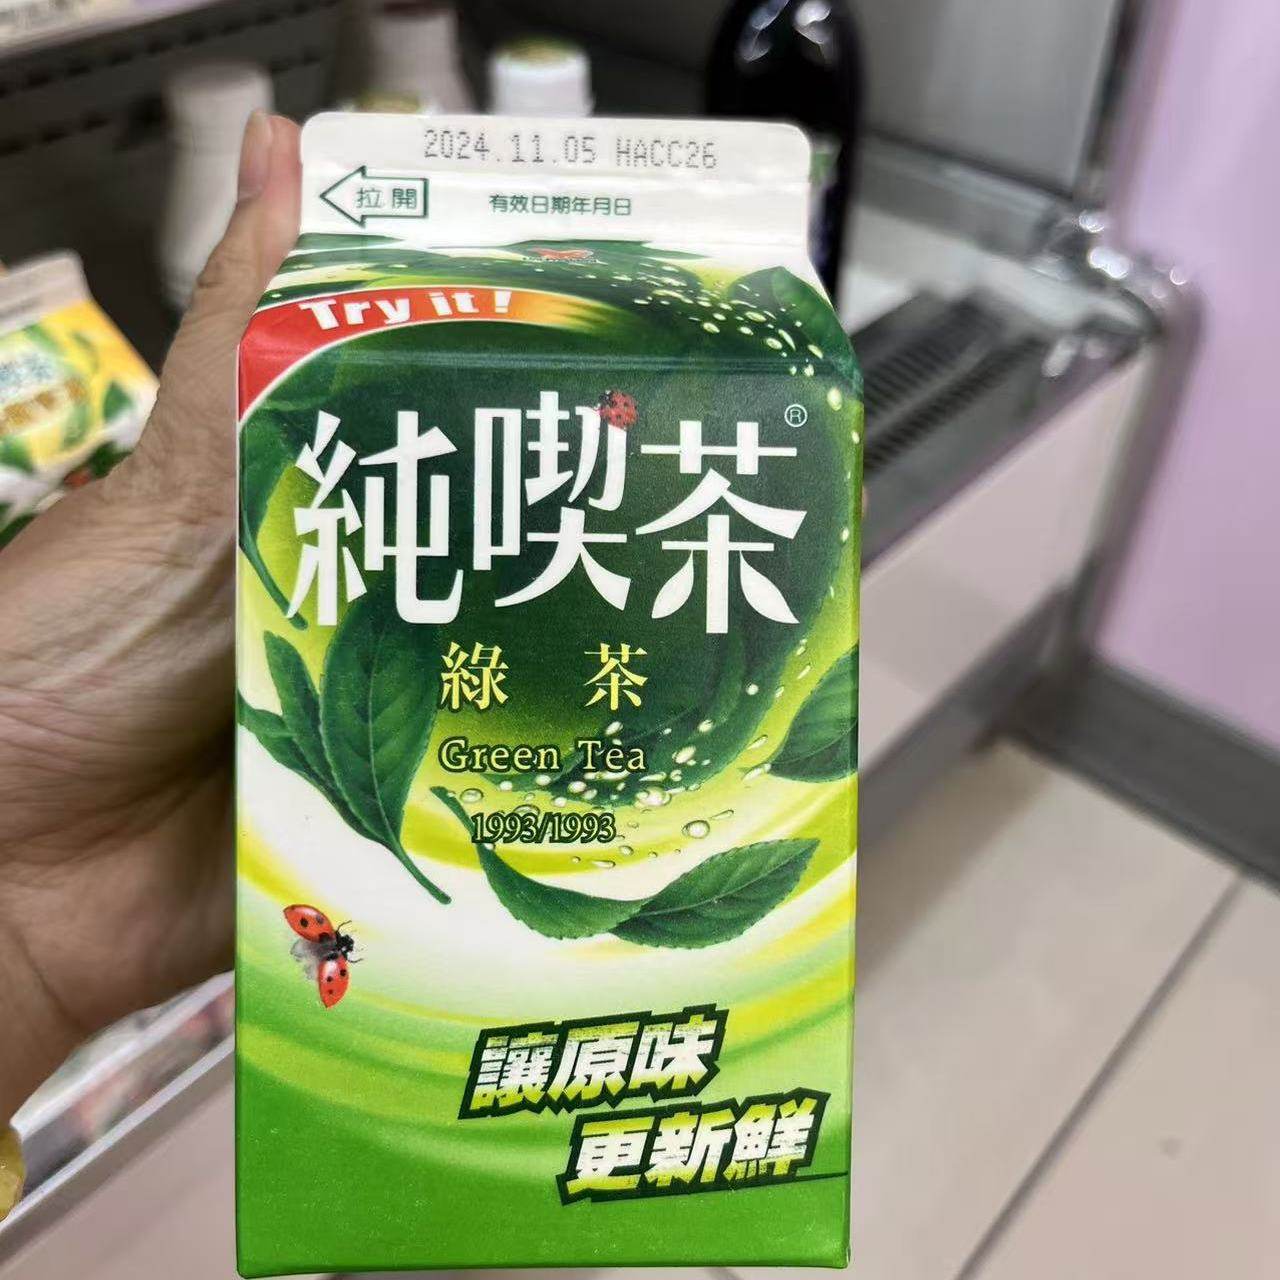 2024.11.05 HACC26
拉開
有效日期年月日
Try it!
純喫茶®
綠茶
Green Tea
1993/1993
讓原味
更新鮮